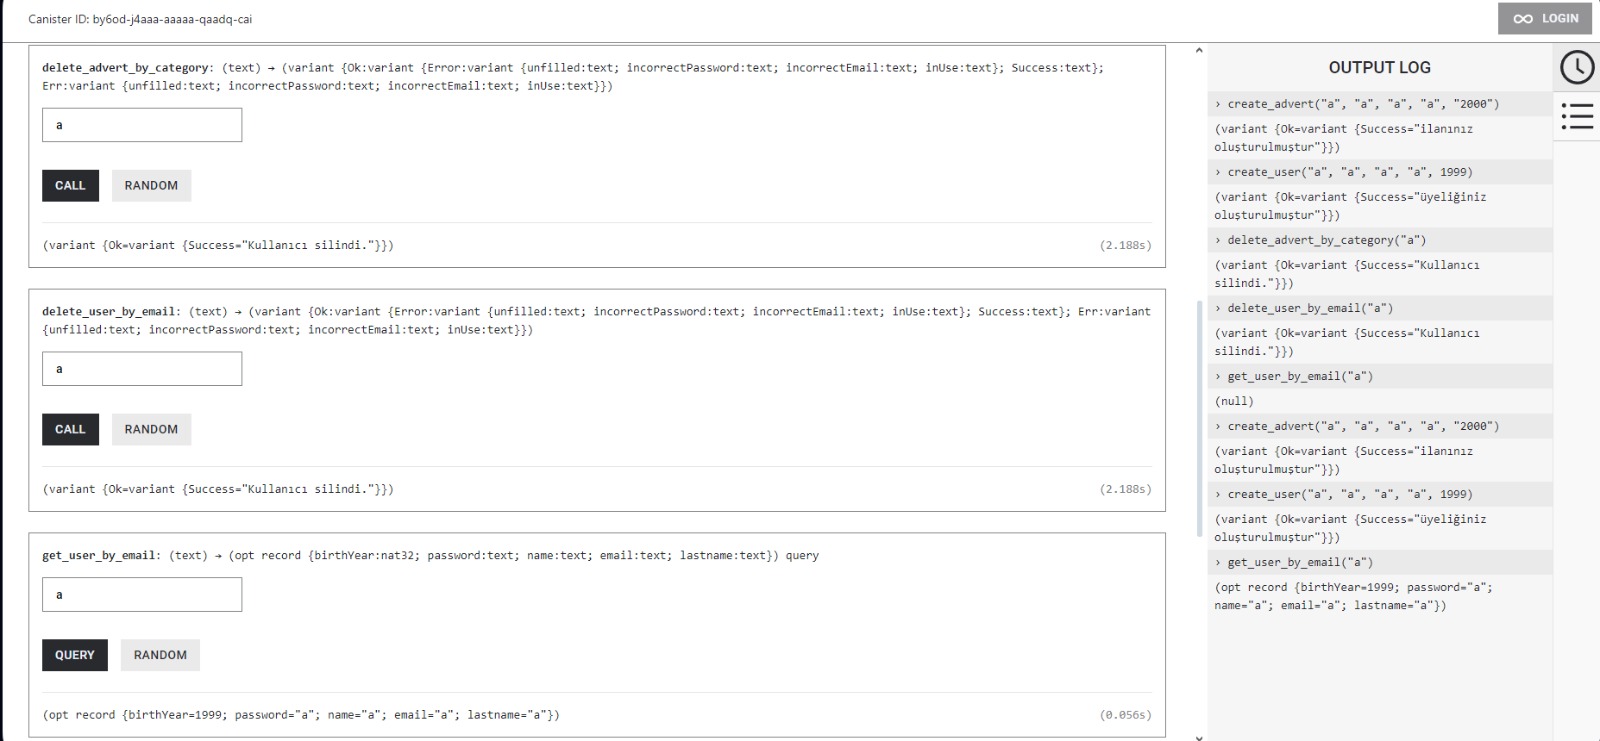 Canister ID: by6od-j4aaa-aaaaa-qaadq-cai
LOGIN
delete_advert_by_category: (text) → (variant {Ok:variant {Error:variant {unfilled:text; incorrectPassword:text; incorrectEmail:text; inUse:text}; Success:text};
Err:variant {unfilled:text; incorrectPassword:text; incorrectEmail:text; inUse:text}})
a
CALL RANDOM
(variant {Ok=variant {Success="Kullanıcı silindi."}}) (2.188s)
delete_user_by_email: (text) → (variant {Ok:variant {Error:variant {unfilled:text; incorrectPassword:text; incorrectEmail:text; inUse:text}; Success:text}; Err:variant
{unfilled:text; incorrectPassword:text; incorrectEmail:text; inUse:text}})
a
CALL RANDOM
(variant {Ok=variant {Success="Kullanıcı silindi."}}) (2.188s)
get_user_by_email: (text) → (opt record {birthYear:nat32; password:text; name:text; email:text; lastname:text}) query
a
QUERY RANDOM
(opt record {birthYear=1999; password="a"; name="a"; email="a"; lastname="a"}) (0.056s)
OUTPUT LOG
› create_advert("a", "a", "a", "a", "2000")
(variant {Ok=variant {Success="ilanınız
oluşturulmuştur"}})
› create_user("a", "a", "a", "a", 1999)
(variant {Ok=variant {Success="üyeliğiniz
oluşturulmuştur"}})
› delete_advert_by_category("a")
(variant {Ok=variant {Success="Kullanıcı
silindi."}})
› delete_user_by_email("a")
(variant {Ok=variant {Success="Kullanıcı
silindi."}})
› get_user_by_email("a")
(null)
› create_advert("a", "a", "a", "a", "2000")
(variant {Ok=variant {Success="ilanınız
oluşturulmuştur"}})
› create_user("a", "a", "a", "a", 1999)
(variant {Ok=variant {Success="üyeliğiniz
oluşturulmuştur"}})
› get_user_by_email("a")
(opt record {birthYear=1999; password="a";
name="a"; email="a"; lastname="a"})